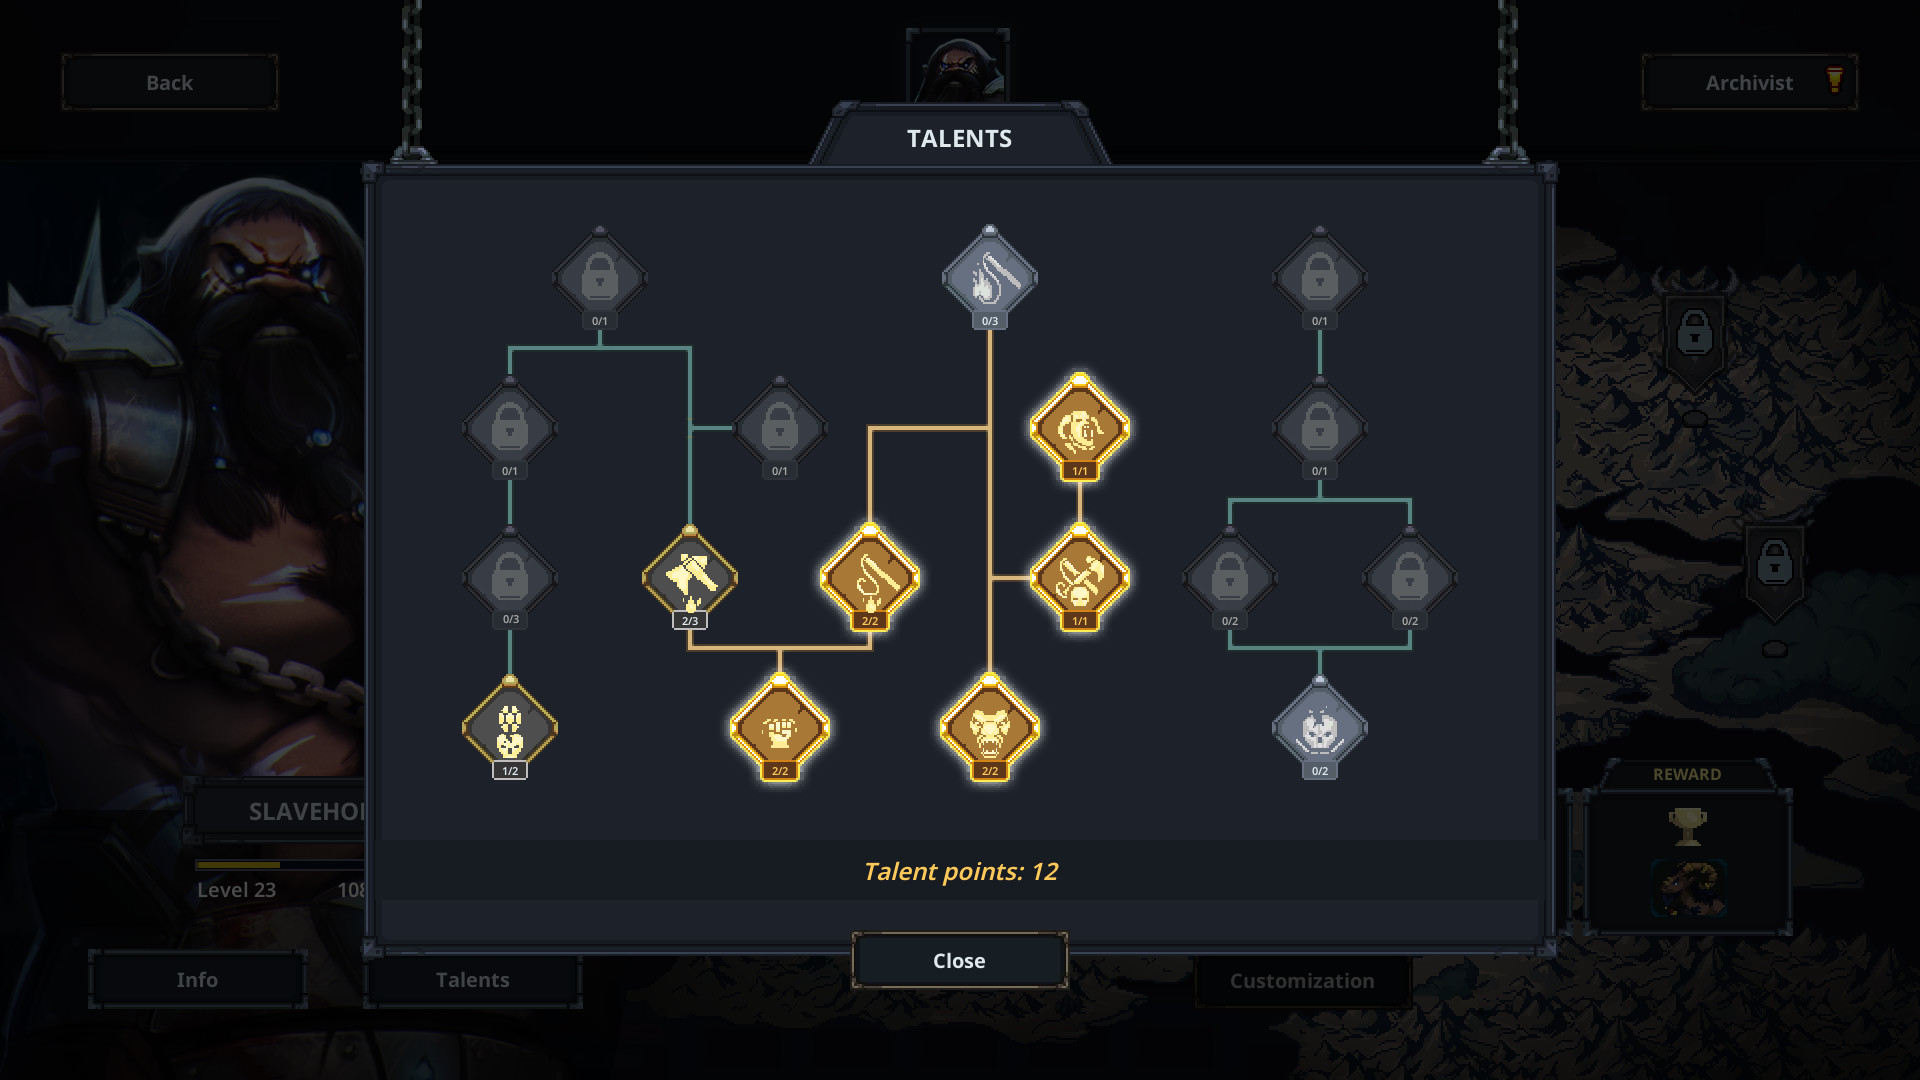 Back
Archivist
TALENTS
0/1
0/3
0/1
0/1
0/1
1/1
0/1
0/3
2/3
2/2
1/1
0/2
0/2
1/2
2/2
2/2
0/2
REWARD
Level 23
Talent points: 12
Close
Info
Talents
Customization